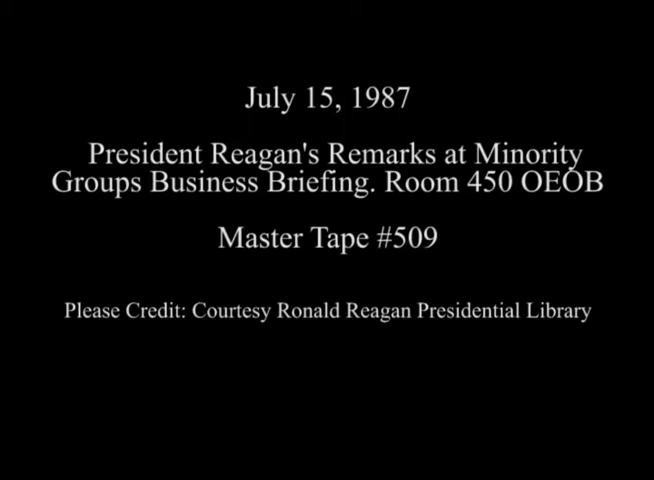 July 15, 1987
President Reagan's Remarks at Minority
Groups Business Briefing. Room 450 OEOB
Master Tape #509
Please Credit: Courtesy Ronald Reagan Presidential Library